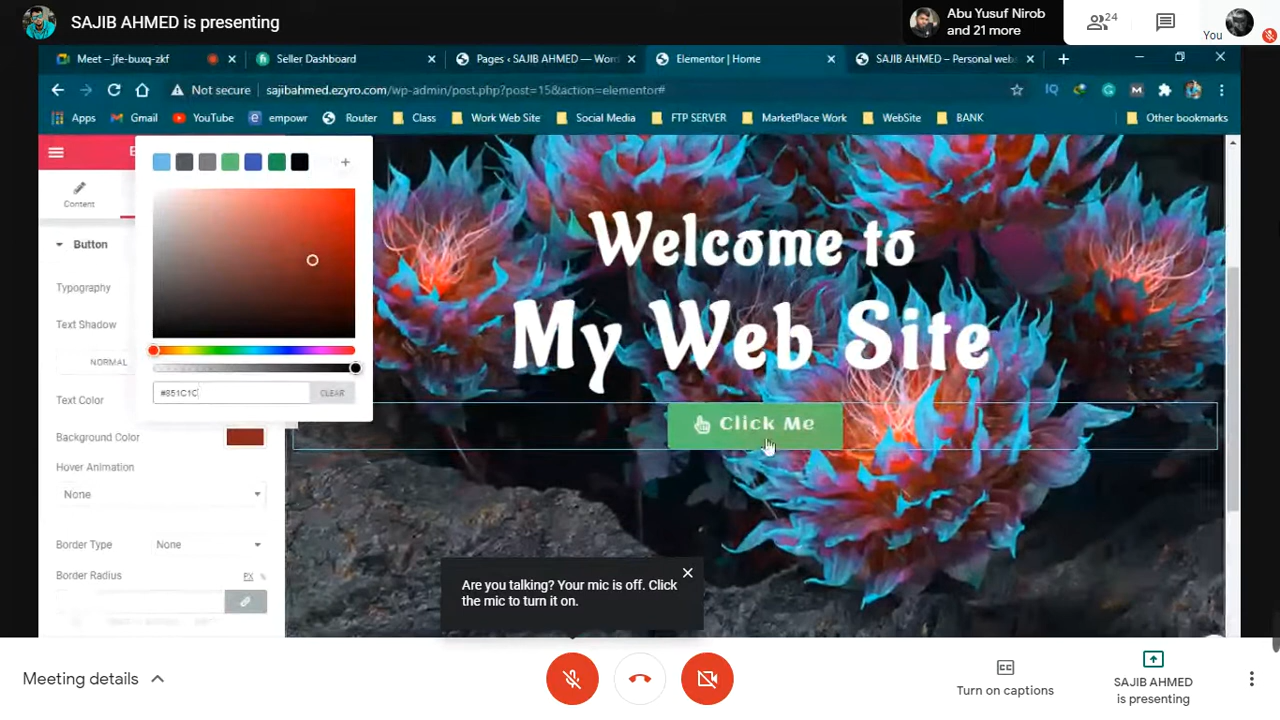 SAJIB AHMED is presenting
Abu Yusuf Nirob
and 21 more
24
You
Meet – jfe-buxq-zkf
Seller Dashboard
Pages ‹ SAJIB AHMED — Word
Elementor | Home
SAJIB AHMED – Personal webs
Not secure
sajibahmed.ezyro.com/wp-admin/post.php?post=15&action=elementor#
Apps
Gmail
YouTube
empowr
Router
Class
Work Web Site
Social Media
FTP SERVER
MarketPlace Work
WebSite
BANK
Other bookmarks
Content
Button
Typography
Text Shadow
NORMAL
Text Color
#851C1C
CLEAR
Background Color
Hover Animation
None
Border Type
None
Border Radius
PX %
Welcome to
My Web Site
Click Me
Are you talking? Your mic is off. Click
the mic to turn it on.
Meeting details
Turn on captions
SAJIB AHMED
is presenting